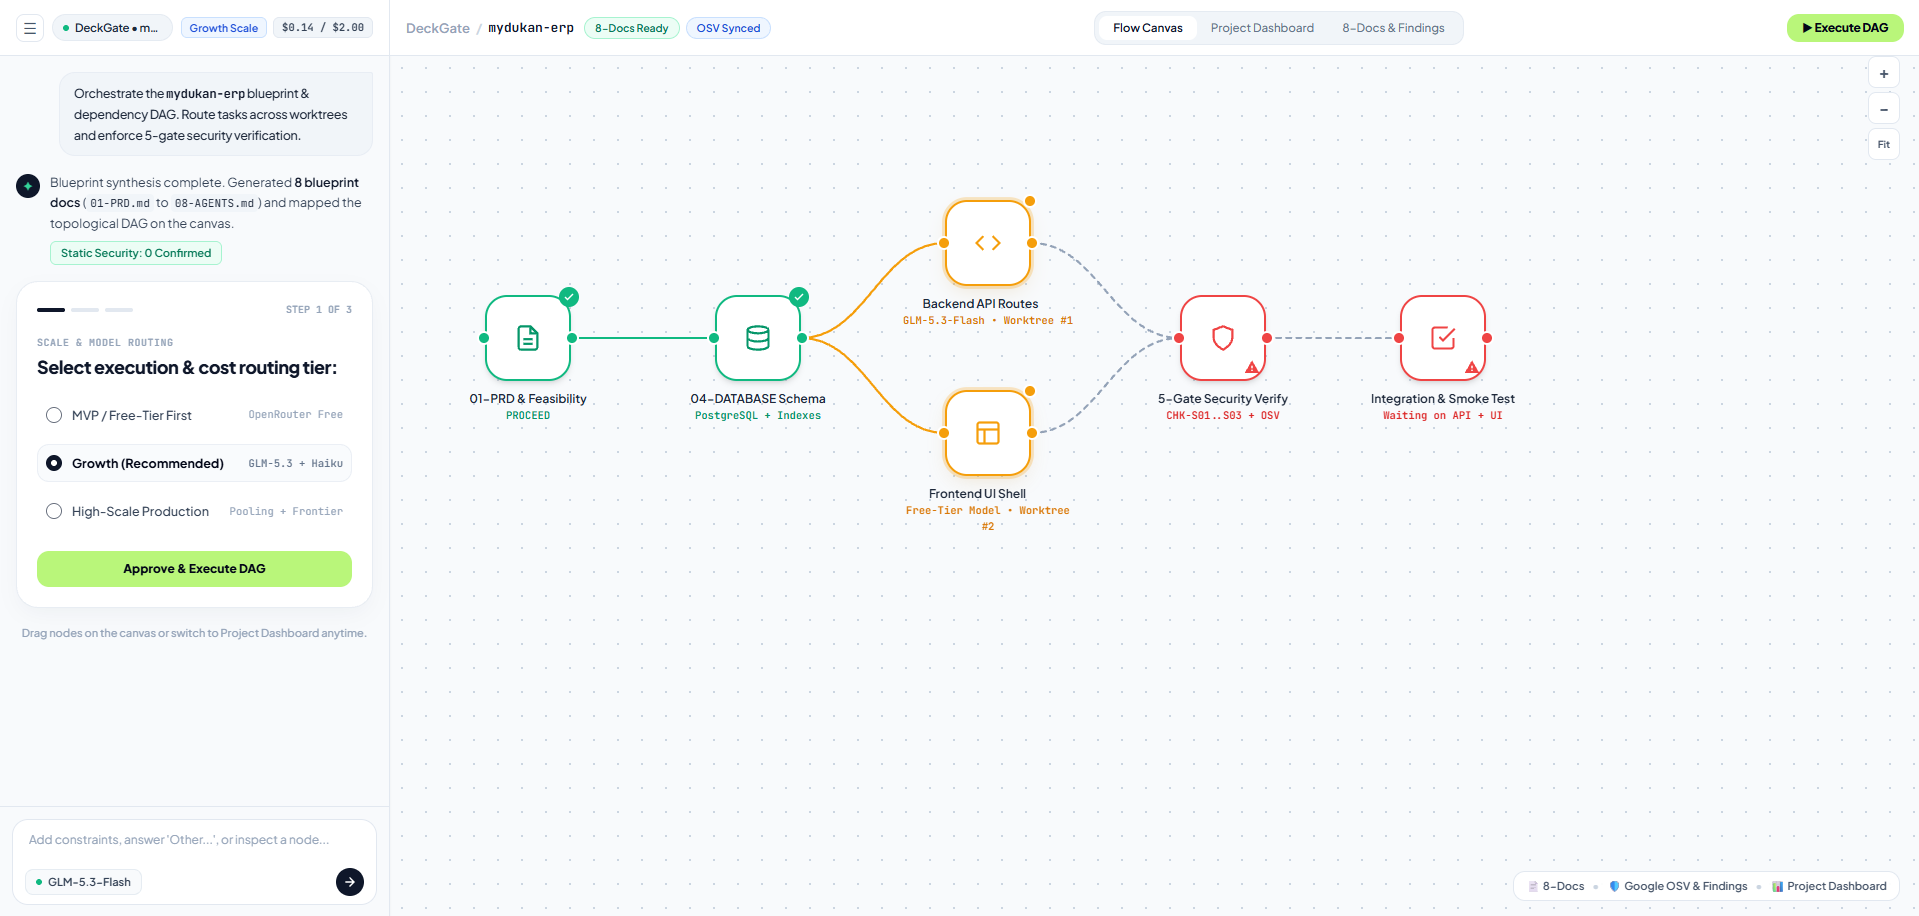 DeckGate • m...
Growth Scale
$0.14 / $2.00
DeckGate / mydukan-erp
8-Docs Ready
OSV Synced
Flow Canvas
Project Dashboard
8-Docs & Findings
▶ Execute DAG
Orchestrate the mydukan-erp blueprint &
dependency DAG. Route tasks across worktrees
and enforce 5-gate security verification.
Blueprint synthesis complete. Generated 8 blueprint
docs ( 01-PRD.md to 08-AGENTS.md ) and mapped the
topological DAG on the canvas.
Static Security: 0 Confirmed
STEP 1 OF 3
SCALE & MODEL ROUTING
Select execution & cost routing tier:
MVP / Free-Tier First
OpenRouter Free
Growth (Recommended)
GLM-5.3 + Haiku
High-Scale Production
Pooling + Frontier
Approve & Execute DAG
Drag nodes on the canvas or switch to Project Dashboard anytime.
Add constraints, answer 'Other...', or inspect a node...
GLM-5.3-Flash
+
−
Fit
01-PRD & Feasibility
PROCEED
04-DATABASE Schema
PostgreSQL + Indexes
Backend API Routes
GLM-5.3-Flash • Worktree #1
Frontend UI Shell
Free-Tier Model • Worktree
#2
5-Gate Security Verify
CHK-S01..S03 + OSV
Integration & Smoke Test
Waiting on API + UI
8-Docs
Google OSV & Findings
Project Dashboard